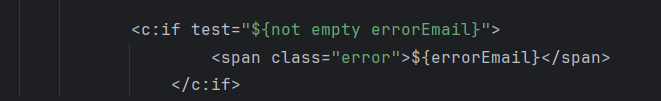 <c:if test="${not empty errorEmail}">
<span class="error">${errorEmail}</span>
</c:if>